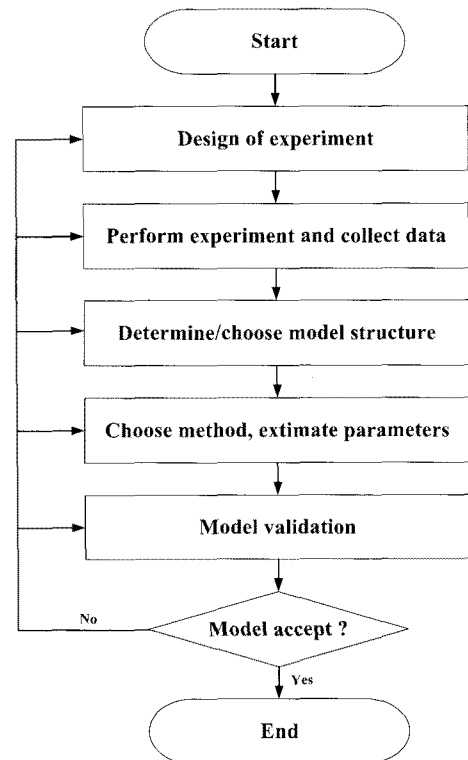 Start
Design of experiment
Perform experiment and collect data
Determine/choose model structure
Choose method, extimate parameters
Model validation
Model accept ?
No
Yes
End